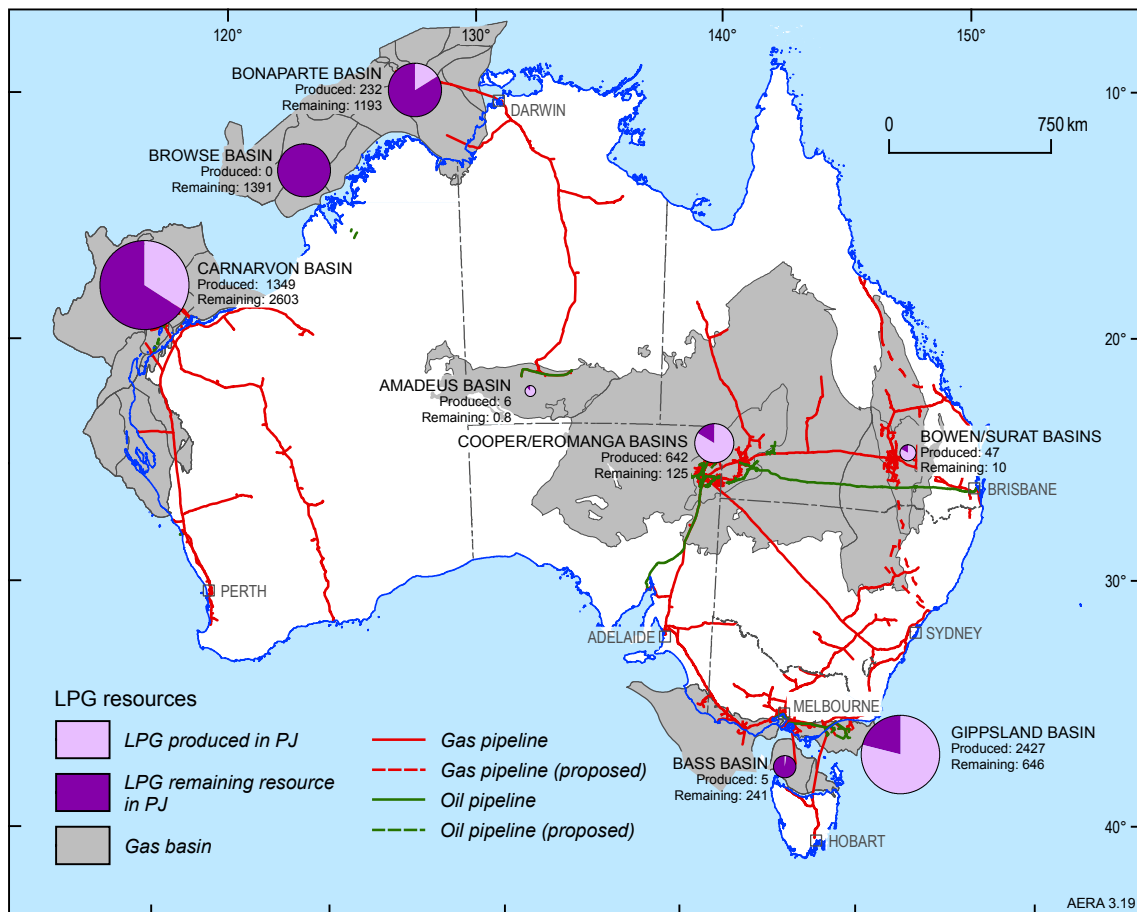 120°
130°
140°
150°
BONAPARTE BASIN
Produced: 232
Remaining: 1193
DARWIN
10°
0
750 km
BROWSE BASIN
Produced: 0
Remaining: 1391
CARNARVON BASIN
Produced: 1349
Remaining: 2603
20°
AMADEUS BASIN
Produced: 6
Remaining: 0.8
COOPER/EROMANGA BASINS
Produced: 642
Remaining: 125
BOWEN/SURAT BASINS
Produced: 47
Remaining: 10
BRISBANE
30°
PERTH
ADELAIDE
SYDNEY
LPG resources
LPG produced in PJ
LPG remaining resource
in PJ
Gas basin
Gas pipeline
Gas pipeline (proposed)
Oil pipeline
Oil pipeline (proposed)
MELBOURNE
GIPPSLAND BASIN
Produced: 2427
Remaining: 646
BASS BASIN
Produced: 5
Remaining: 241
40°
HOBART
AERA 3.19